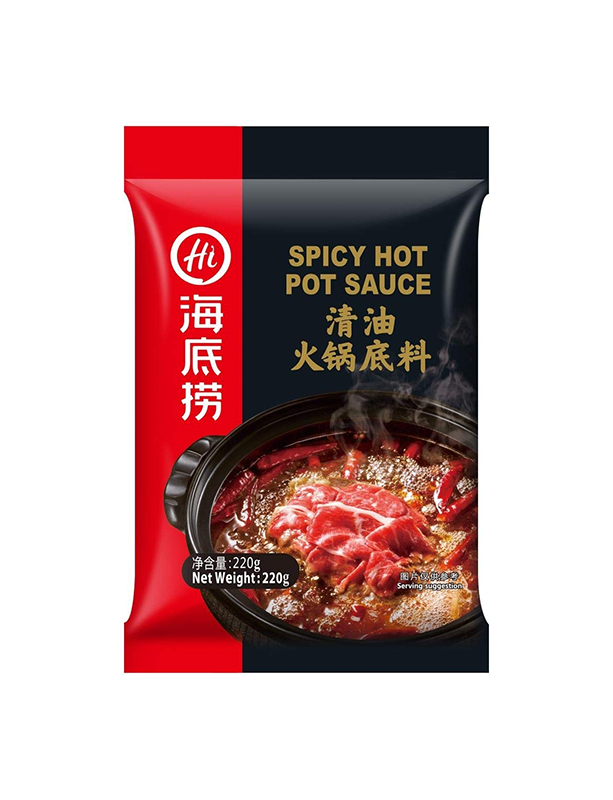 Hi
海底捞
SPICY HOT
POT SAUCE
清油
火锅底料
净含量:220g
Net Weight:220g
图片仅供参考
Serving suggestion